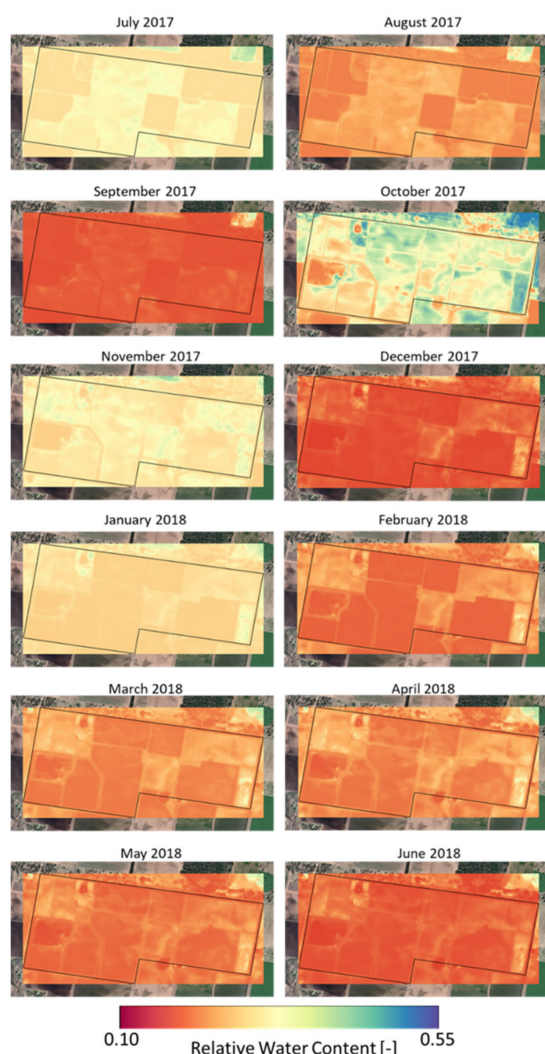 July 2017
August 2017
September 2017
October 2017
November 2017
December 2017
January 2018
February 2018
March 2018
April 2018
May 2018
June 2018
0.10
0.55
Relative Water Content [-]